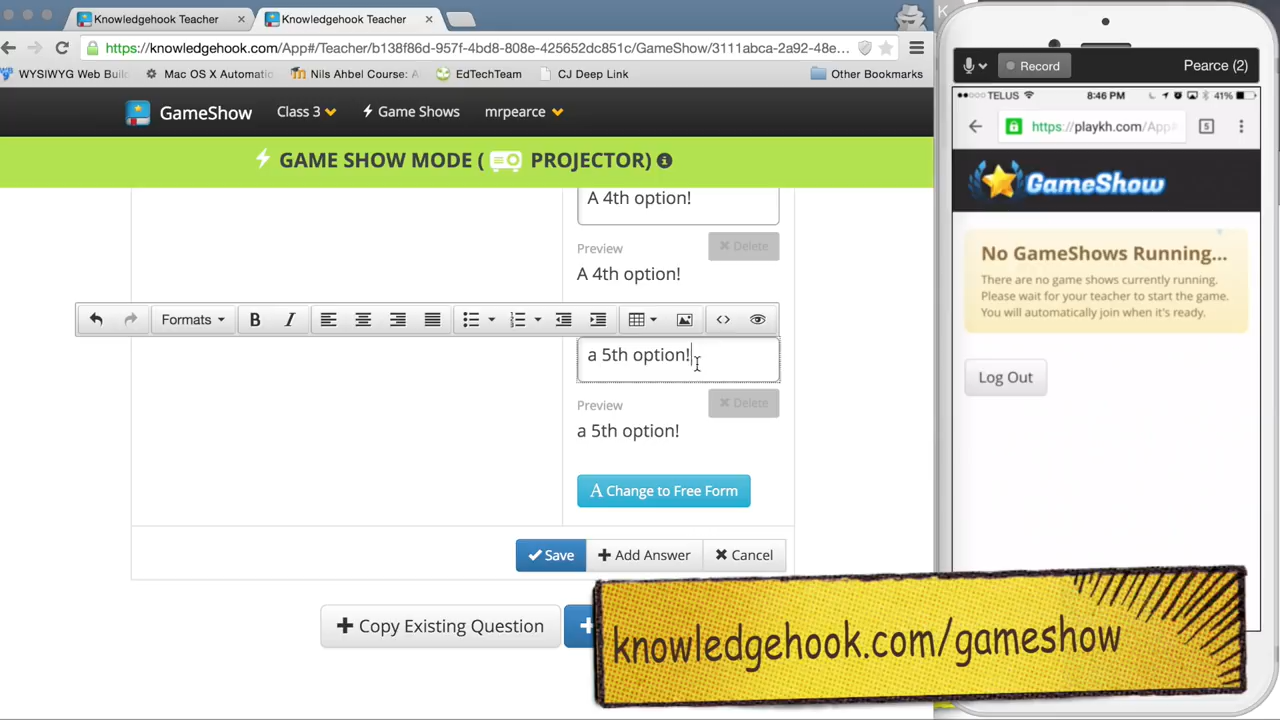 Knowledgehook Teacher
Knowledgehook Teacher
https://knowledgehook.com/App#/Teacher/b138f86d-957f-4bd8-808e-425652dc851c/GameShow/3111abca-2a92-48e...
WYSIWYG Web Buil
Mac OS X Automatic
Nils Ahbel Course: A
EdTechTeam
CJ Deep Link
Other Bookmarks
GameShow
Class 3
Game Shows
mrpearce
GAME SHOW MODE ( PROJECTOR)
A 4th option!
Preview
Delete
A 4th option!
Formats
B
I
a 5th option!
Preview
Delete
a 5th option!
A Change to Free Form
Save
Add Answer
Cancel
Copy Existing Question
K
Record
Pearce (2)
TELUS
8:46 PM
41%
https://playkh.com/App#
5
GameShow
No GameShows Running...
There are no game shows currently running.
Please wait for your teacher to start the game.
You will automatically join when it's ready.
Log Out
knowledgehook.com/gameshow